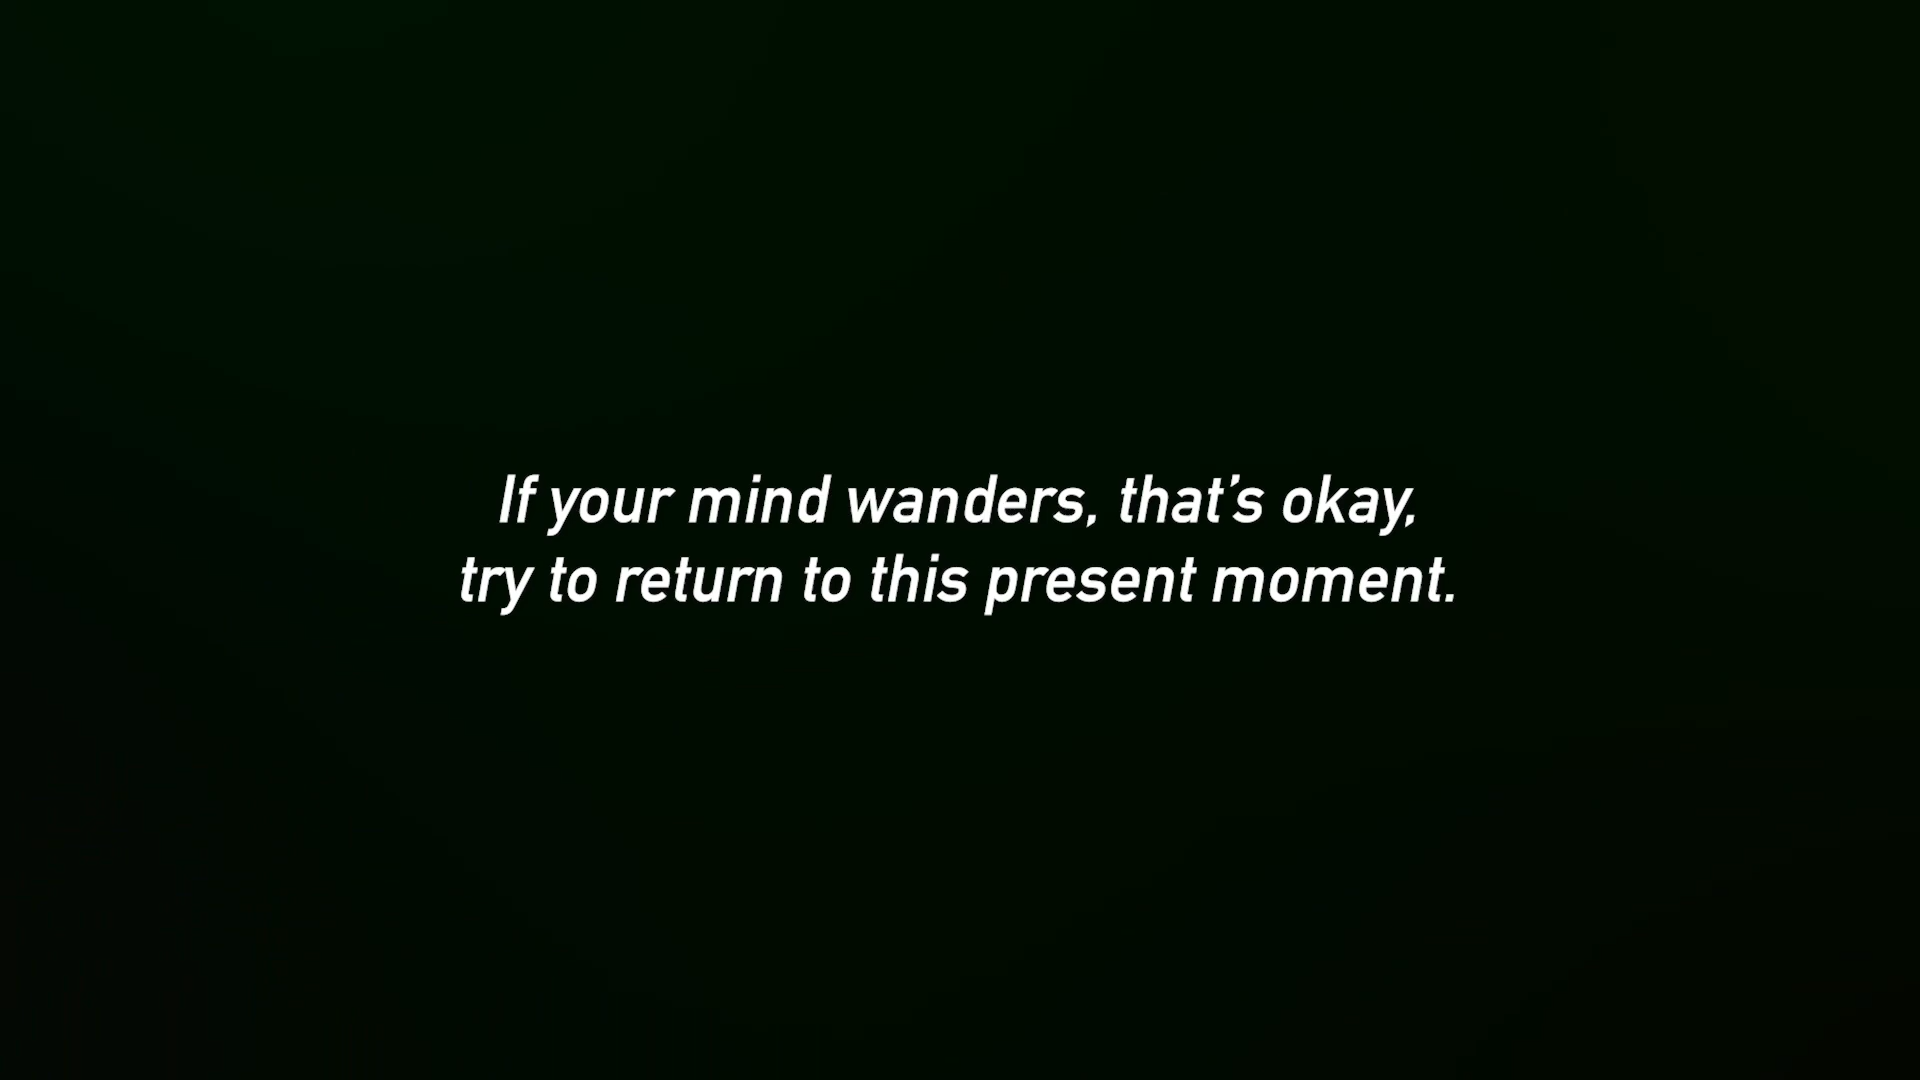 If your mind wanders, that’s okay,
try to return to this present moment.